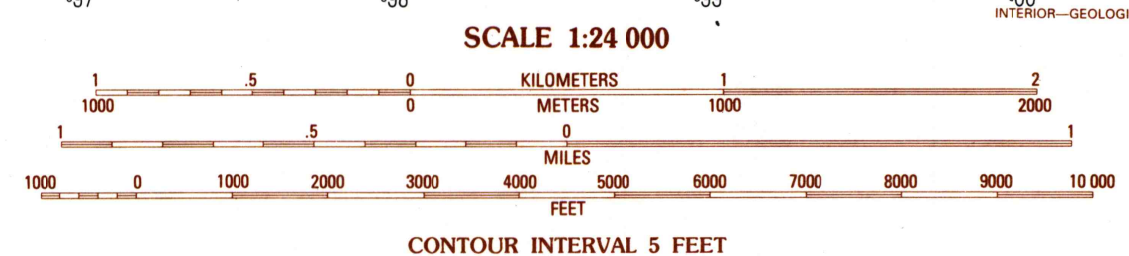 INTERIOR—GEOLOGI
SCALE 1:24 000
1 .5 0 KILOMETERS 1 2
1000 0 METERS 1000 2000
1 .5 0 1
MILES
1000 0 1000 2000 3000 4000 5000 6000 7000 8000 9000 10 000
FEET
CONTOUR INTERVAL 5 FEET